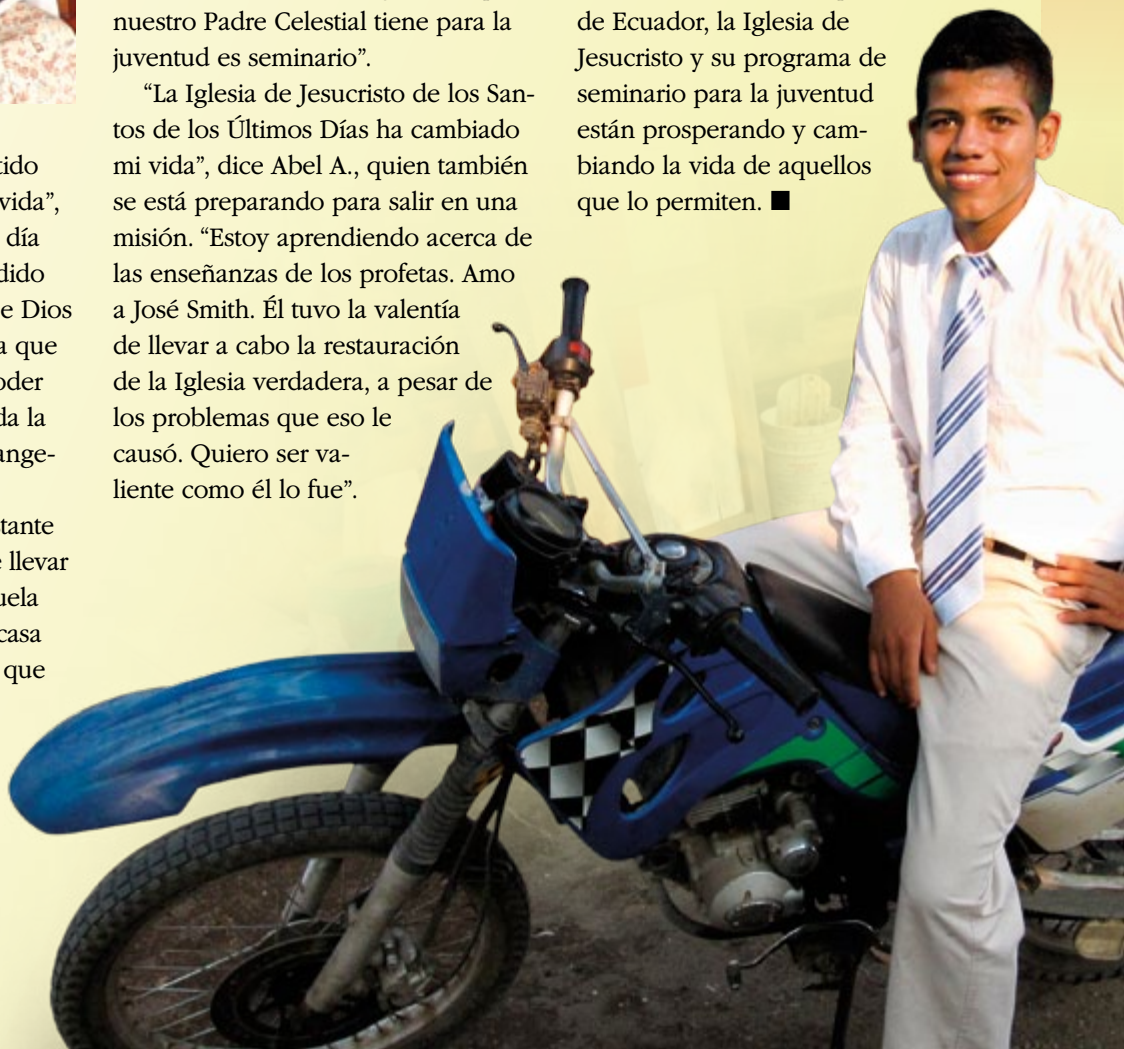 tido
vida”,
día
dido
e Dios
a que
oder
da la
ange-
stante
e llevar
uela
casa
que
nuestro Padre Celestial tiene para la
juventud es seminario”.
“La Iglesia de Jesucristo de los San-
tos de los Últimos Días ha cambiado
mi vida”, dice Abel A., quien también
se está preparando para salir en una
misión. “Estoy aprendiendo acerca de
las enseñanzas de los profetas. Amo
a José Smith. Él tuvo la valentía
de llevar a cabo la restauración
de la Iglesia verdadera, a pesar de
los problemas que eso le
causó. Quiero ser va-
liente como él lo fue”.
de Ecuador, la Iglesia de
Jesucristo y su programa de
seminario para la juventud
están prosperando y cam-
biando la vida de aquellos
que lo permiten. ■